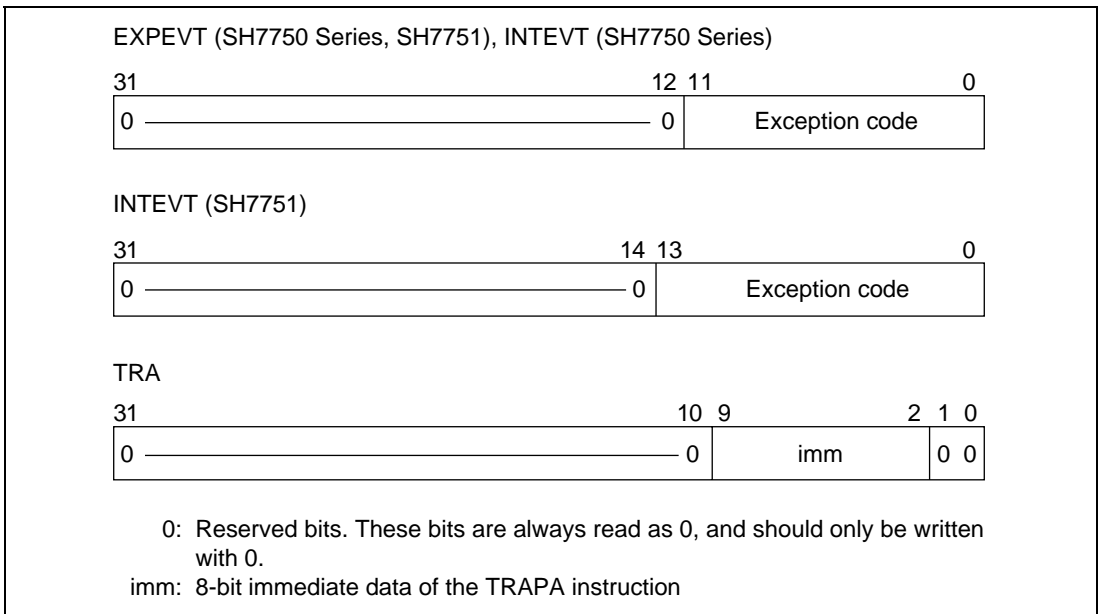 EXPEVT (SH7750 Series, SH7751), INTEVT (SH7750 Series)
31 12 11 0
0 0 Exception code
INTEVT (SH7751)
31 14 13 0
0 0 Exception code
TRA
31 10 9 2 1 0
0 0 imm 0 0
0: Reserved bits. These bits are always read as 0, and should only be written
with 0.
imm: 8-bit immediate data of the TRAPA instruction